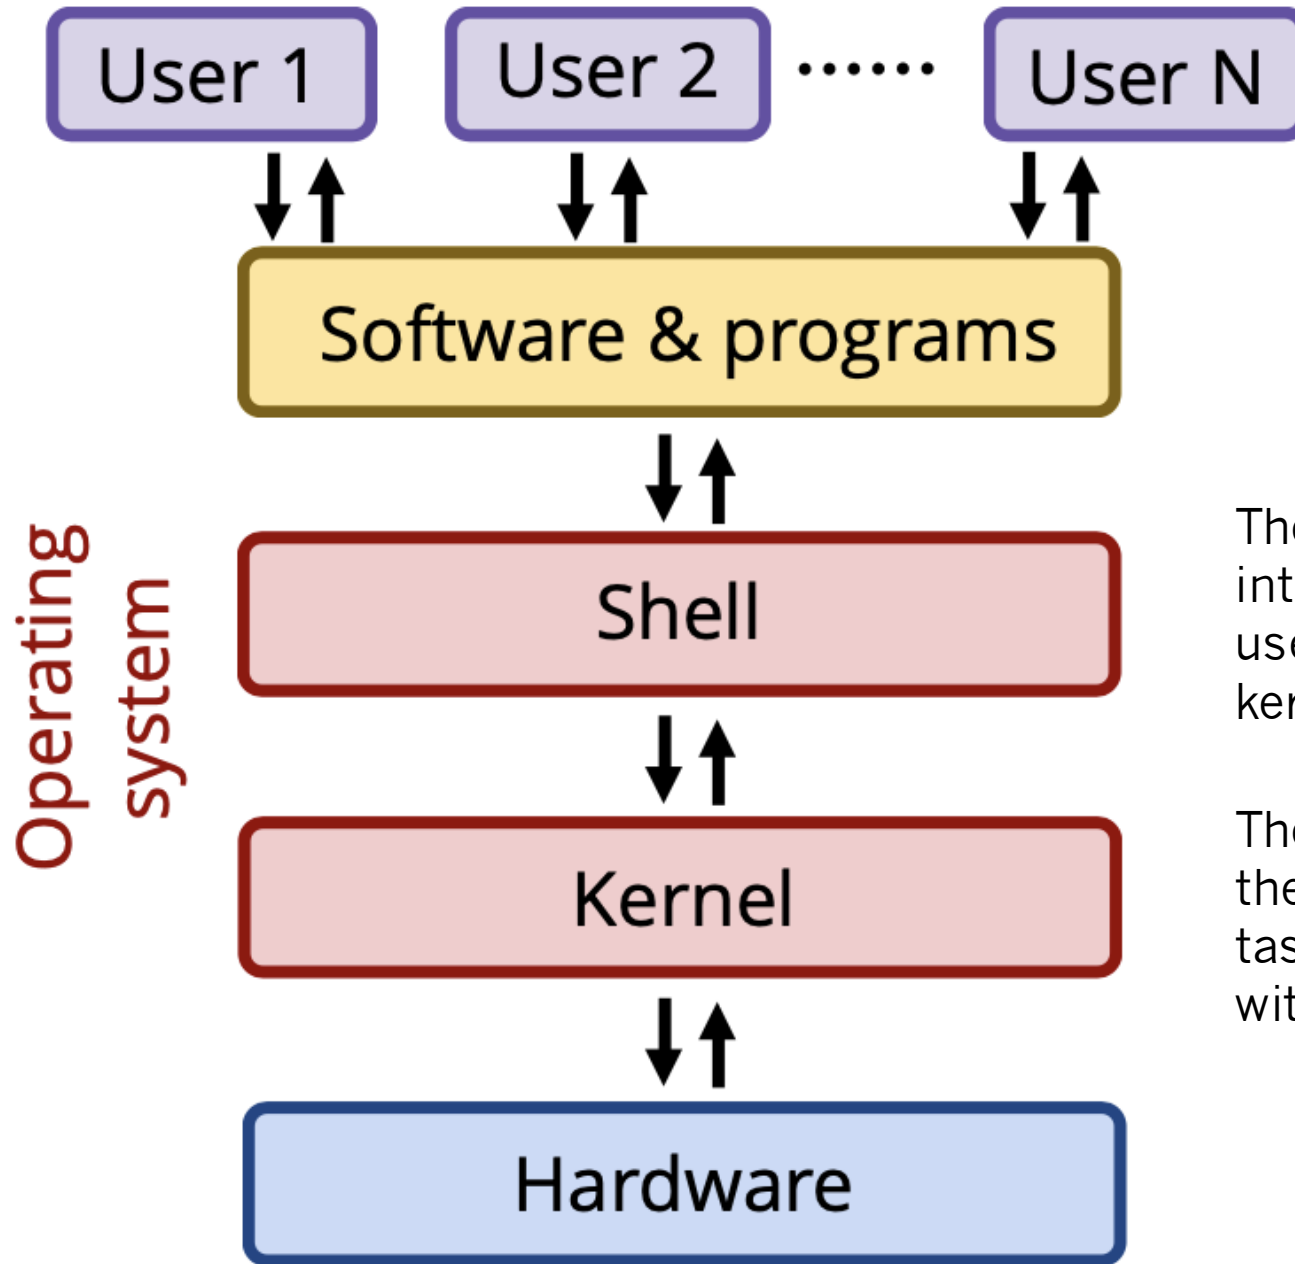 User 1
User 2
......
User N
Software & programs
Operating
system
Shell
Kernel
Hardware